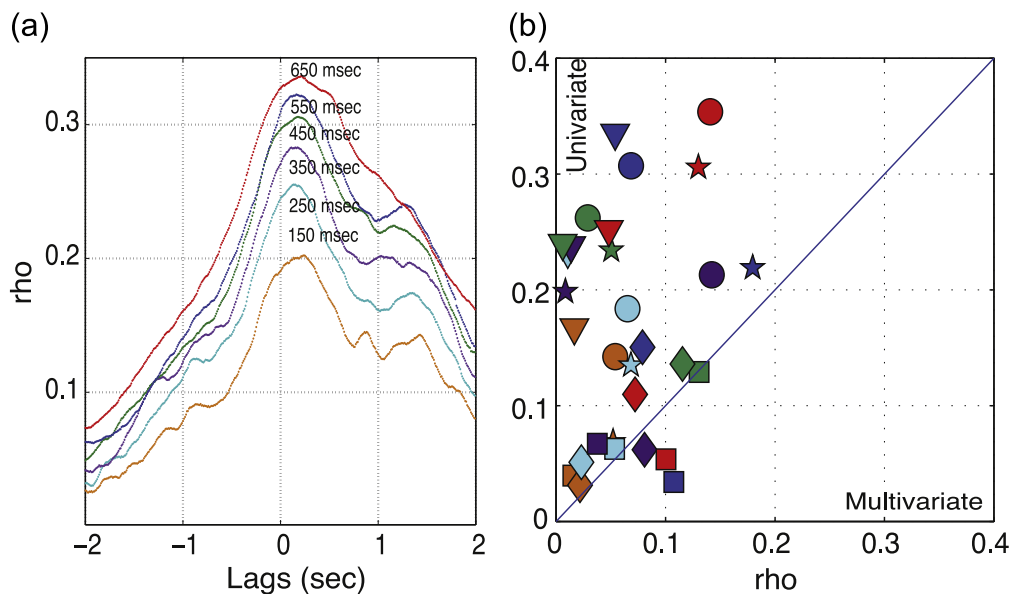 (a)
(b)
650 msec
550 msec
450 msec
350 msec
250 msec
150 msec
0.3
0.2
0.1
rho
−2
−1
0
1
2
Lags (sec)
0.4
0.3
0.2
0.1
0
Univariate
Multivariate
0
0.1
0.2
0.3
0.4
rho